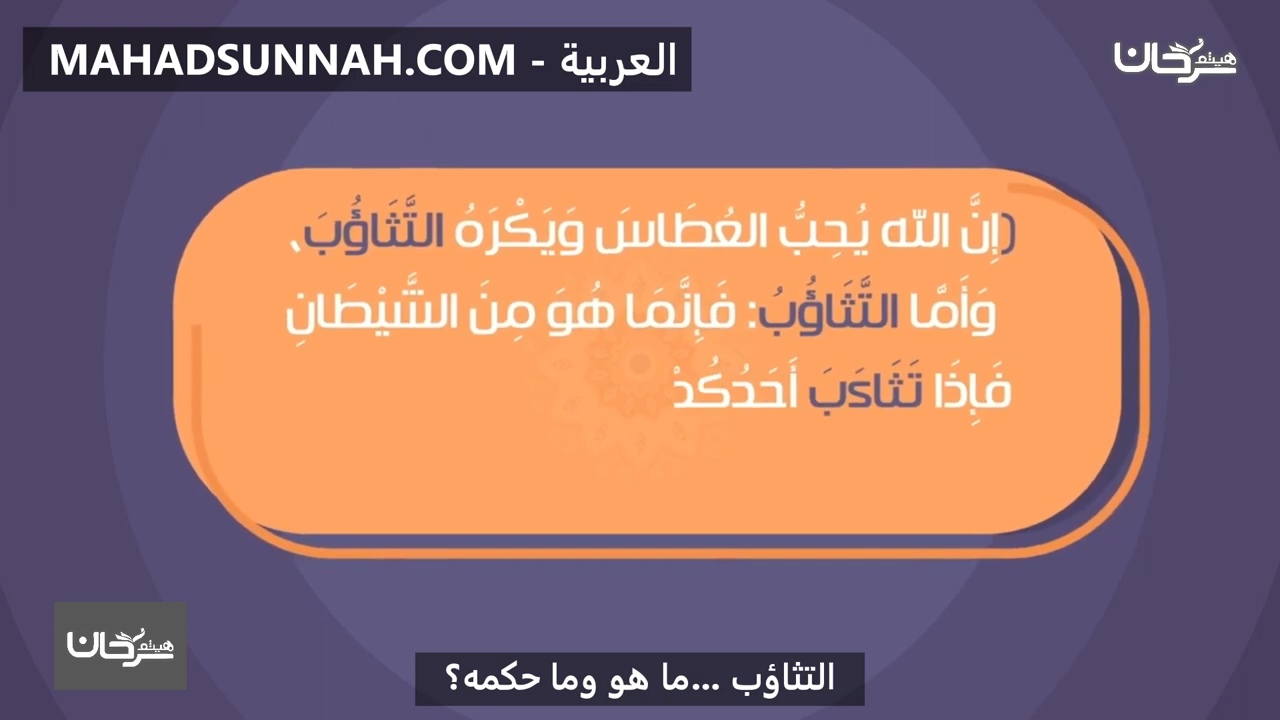 MAHADSUNNAH.COM - العربية
هيثم سرحان
(إِنَّ اللّه يُحِبُّ العُطَاسَ وَيَكْرَهُ التَّثَاؤُبَ،
وَأَمَّا التَّثَاؤُبُ: فَإِنَّمَا هُوَ مِنَ الشَّيْطَانِ
فَإِذَا تَثَاءَبَ أَحَدُكُمْ
هيثم سرحان
التثاؤب ...ما هو وما حكمه؟